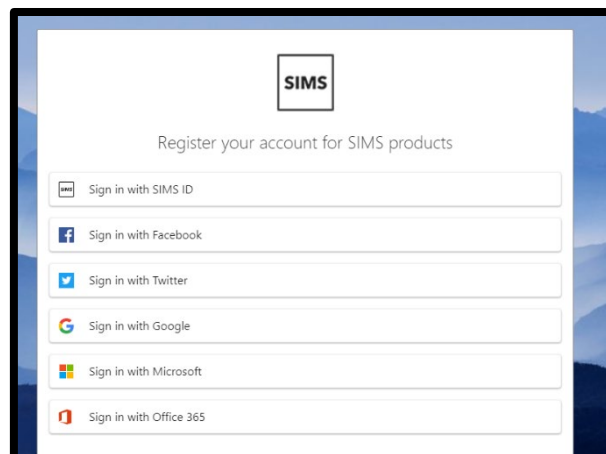 SIMS
Register your account for SIMS products
SIMS
Sign in with SIMS ID
Sign in with Facebook
Sign in with Twitter
Sign in with Google
Sign in with Microsoft
Sign in with Office 365